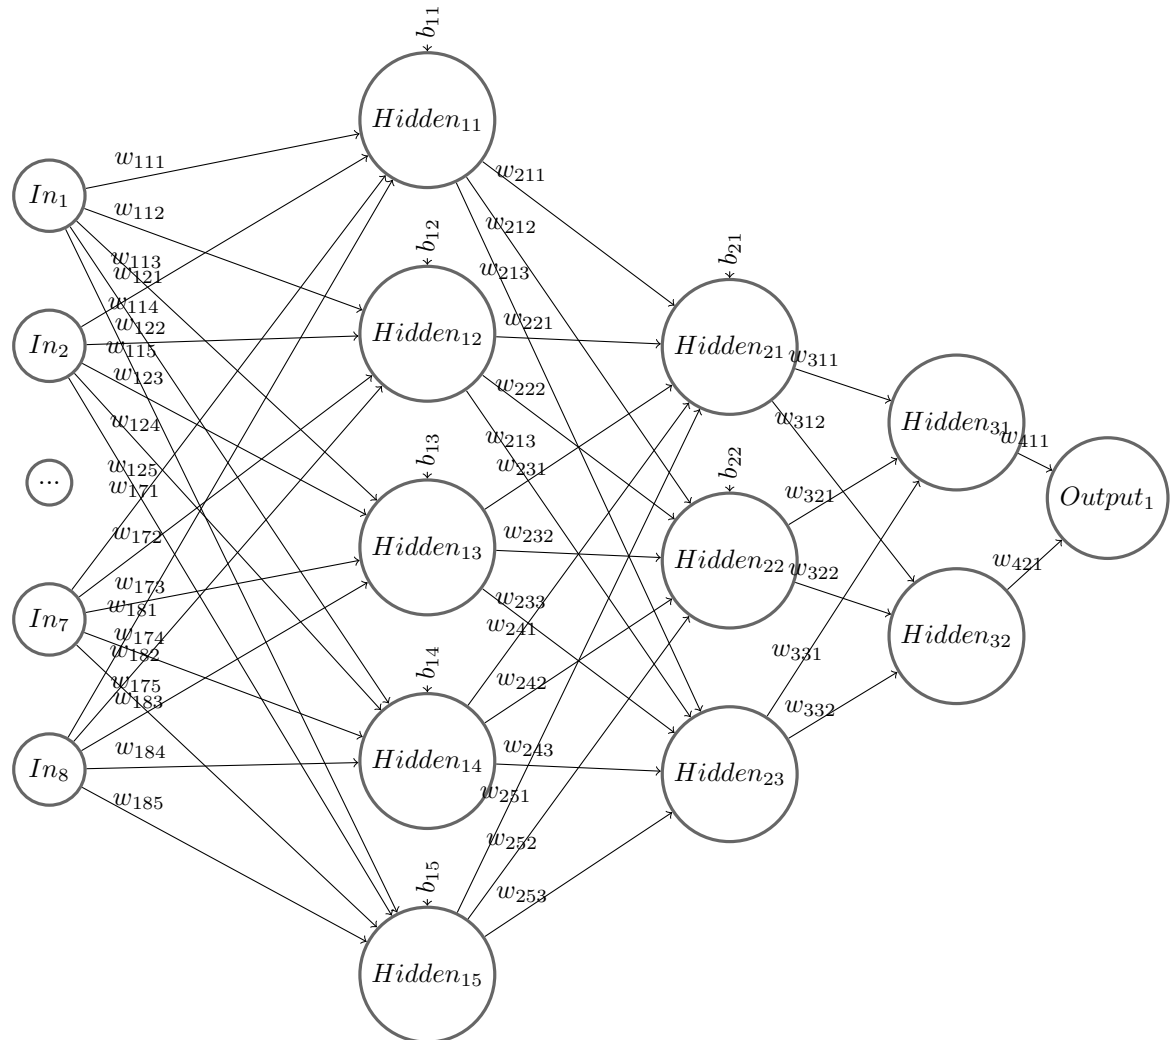 b₁₁
Hidden₁₁
w₁₁₁
In₁
w₁₁₂
w₁₁₃
w₁₂₁
w₁₁₄
w₁₂₂
In₂
w₁₁₅
w₁₂₃
w₁₂₄
w₁₂₅
...
w₁₇₁
w₁₇₂
w₁₇₃
w₁₈₁
In₇
w₁₇₄
w₁₈₂
w₁₇₅
w₁₈₃
w₁₈₄
In₈
w₁₈₅
b₁₂
Hidden₁₂
b₁₃
Hidden₁₃
b₁₄
Hidden₁₄
b₁₅
Hidden₁₅
w₂₁₁
w₂₁₂
w₂₁₃
w₂₂₁
w₂₂₂
w₂₁₃
w₂₃₁
w₂₃₂
w₂₃₃
w₂₄₁
w₂₄₂
w₂₄₃
w₂₅₁
w₂₅₂
w₂₅₃
b₂₁
Hidden₂₁
b₂₂
Hidden₂₂
Hidden₂₃
w₃₁₁
w₃₁₂
w₃₂₁
w₃₂₂
w₃₃₁
w₃₃₂
Hidden₃₁
Hidden₃₂
w₄₁₁
w₄₂₁
Output₁